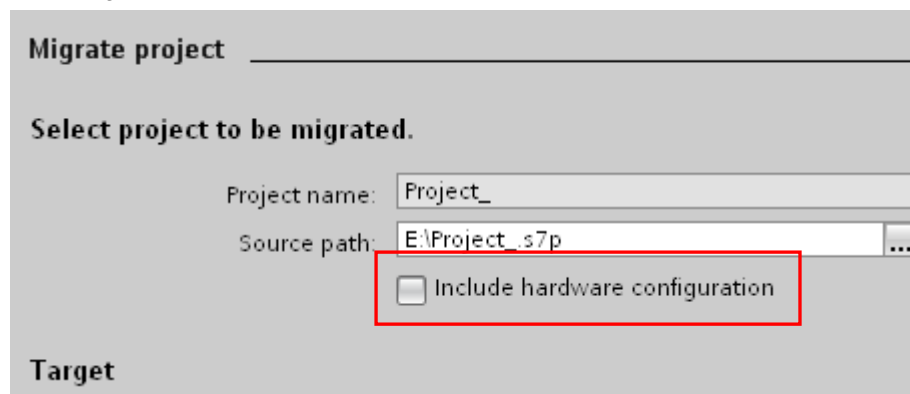 Migrate project
Select project to be migrated.
Project name: Project_
Source path: E:\Project_.s7p ...
Include hardware configuration
Target